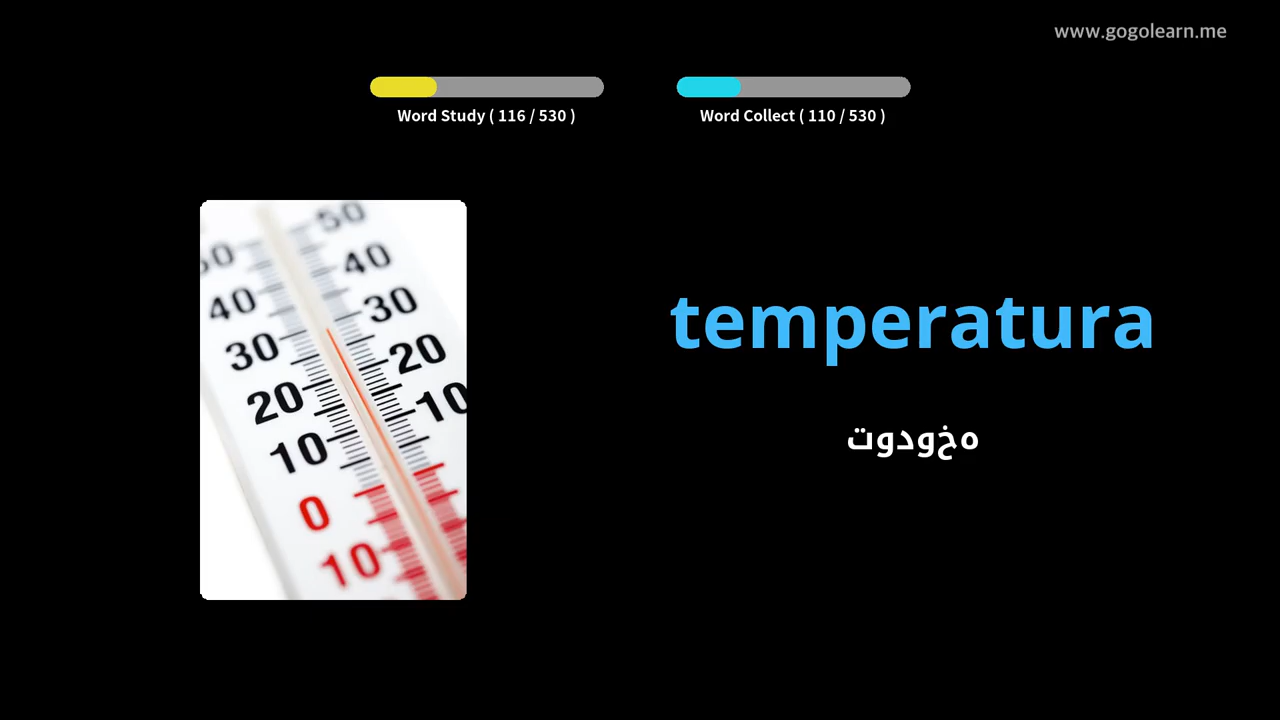 www.gogolearn.me
Word Study ( 116 / 530 )
Word Collect ( 110 / 530 )
50
40
40
30
30
20
20
10
10
0
10
temperatura
هخودوت